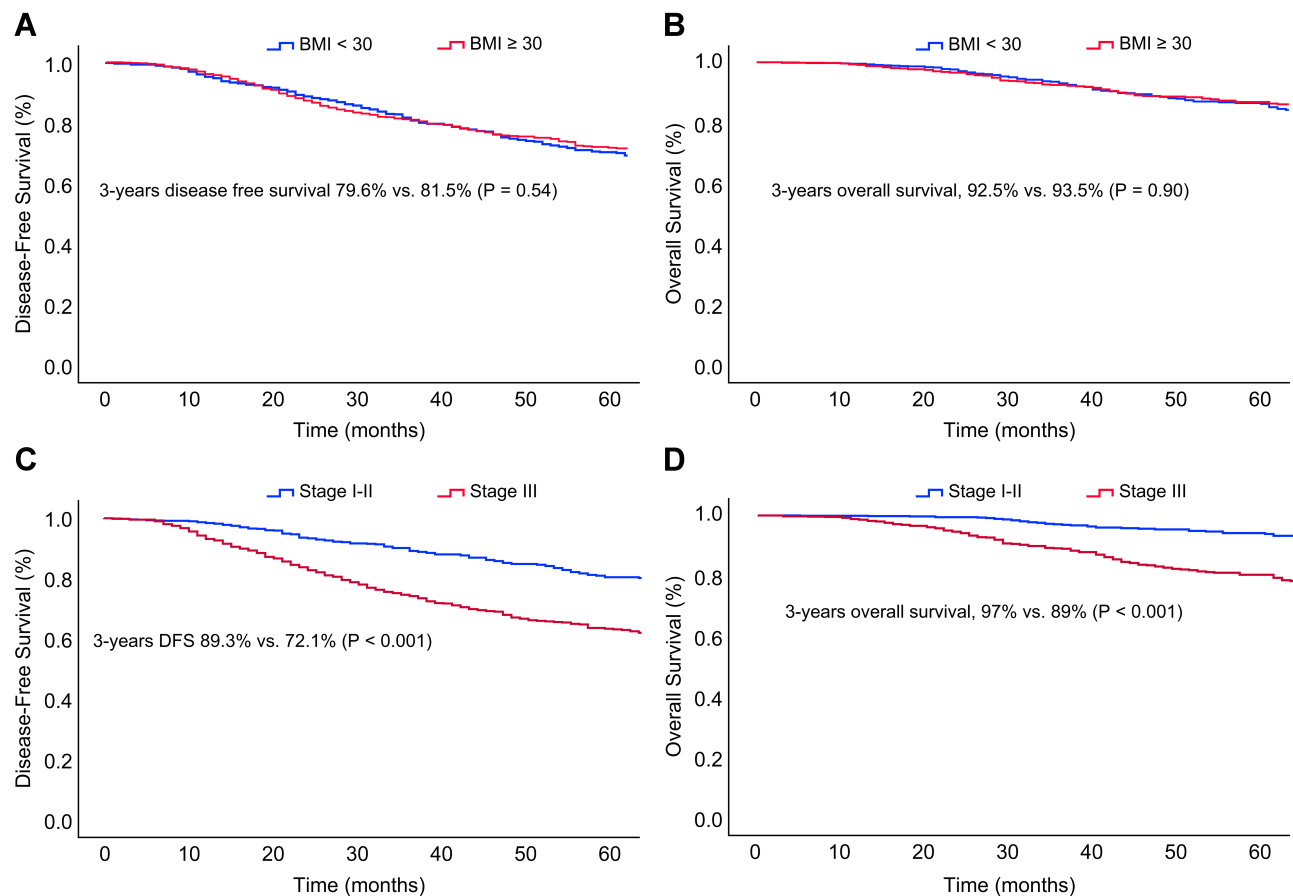 A
BMI < 30 BMI ≥ 30
Disease-Free Survival (%)
1.0
0.8
0.6
0.4
0.2
0.0
3-years disease free survival 79.6% vs. 81.5% (P = 0.54)
0 10 20 30 40 50 60
Time (months)
B
BMI < 30 BMI ≥ 30
Overall Survival (%)
1.0
0.8
0.6
0.4
0.2
0.0
3-years overall survival, 92.5% vs. 93.5% (P = 0.90)
0 10 20 30 40 50 60
Time (months)
C
Stage I-II Stage III
Disease-Free Survival (%)
1.0
0.8
0.6
0.4
0.2
0.0
3-years DFS 89.3% vs. 72.1% (P < 0.001)
0 10 20 30 40 50 60
Time (months)
D
Stage I-II Stage III
Overall Survival (%)
1.0
0.8
0.6
0.4
0.2
0.0
3-years overall survival, 97% vs. 89% (P < 0.001)
0 10 20 30 40 50 60
Time (months)